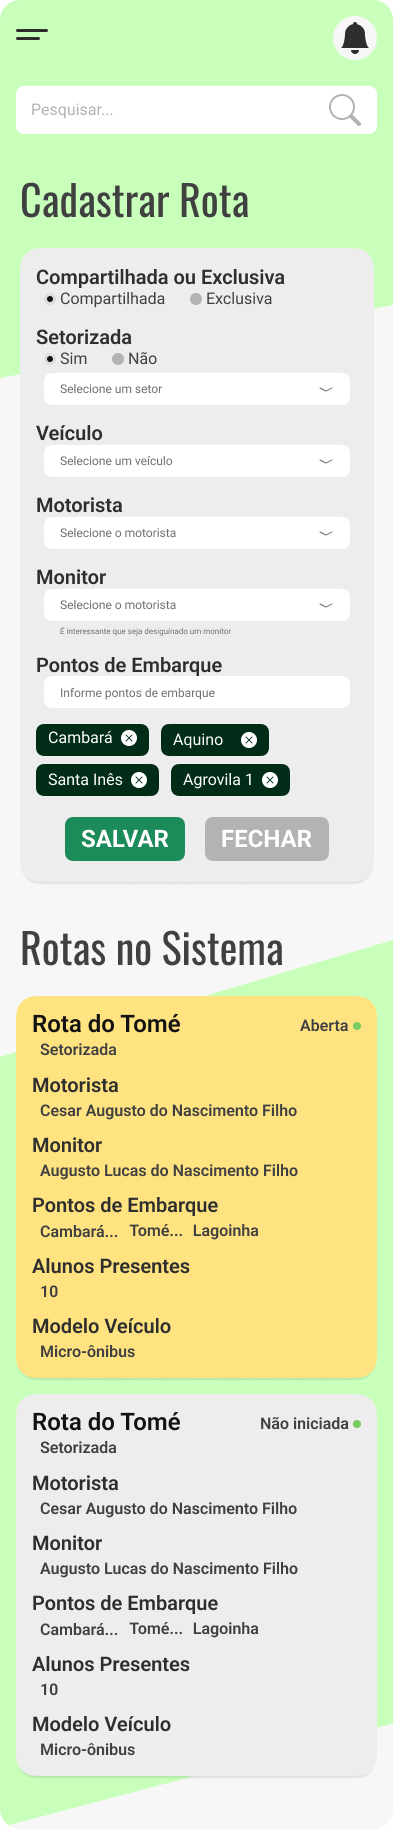 Pesquisar...
Cadastrar Rota
Compartilhada ou Exclusiva
Compartilhada Exclusiva
Setorizada
Sim Não
Selecione um setor
Veículo
Selecione um veículo
Motorista
Selecione o motorista
Monitor
Selecione o motorista
É interessante que seja desiguinado um monitor
Pontos de Embarque
Informe pontos de embarque
Cambará Aquino
Santa Inês Agrovila 1
SALVAR FECHAR
Rotas no Sistema
Rota do Tomé Aberta
Setorizada
Motorista
Cesar Augusto do Nascimento Filho
Monitor
Augusto Lucas do Nascimento Filho
Pontos de Embarque
Cambará... Tomé... Lagoinha
Alunos Presentes
10
Modelo Veículo
Micro-ônibus
Rota do Tomé Não iniciada
Setorizada
Motorista
Cesar Augusto do Nascimento Filho
Monitor
Augusto Lucas do Nascimento Filho
Pontos de Embarque
Cambará... Tomé... Lagoinha
Alunos Presentes
10
Modelo Veículo
Micro-ônibus